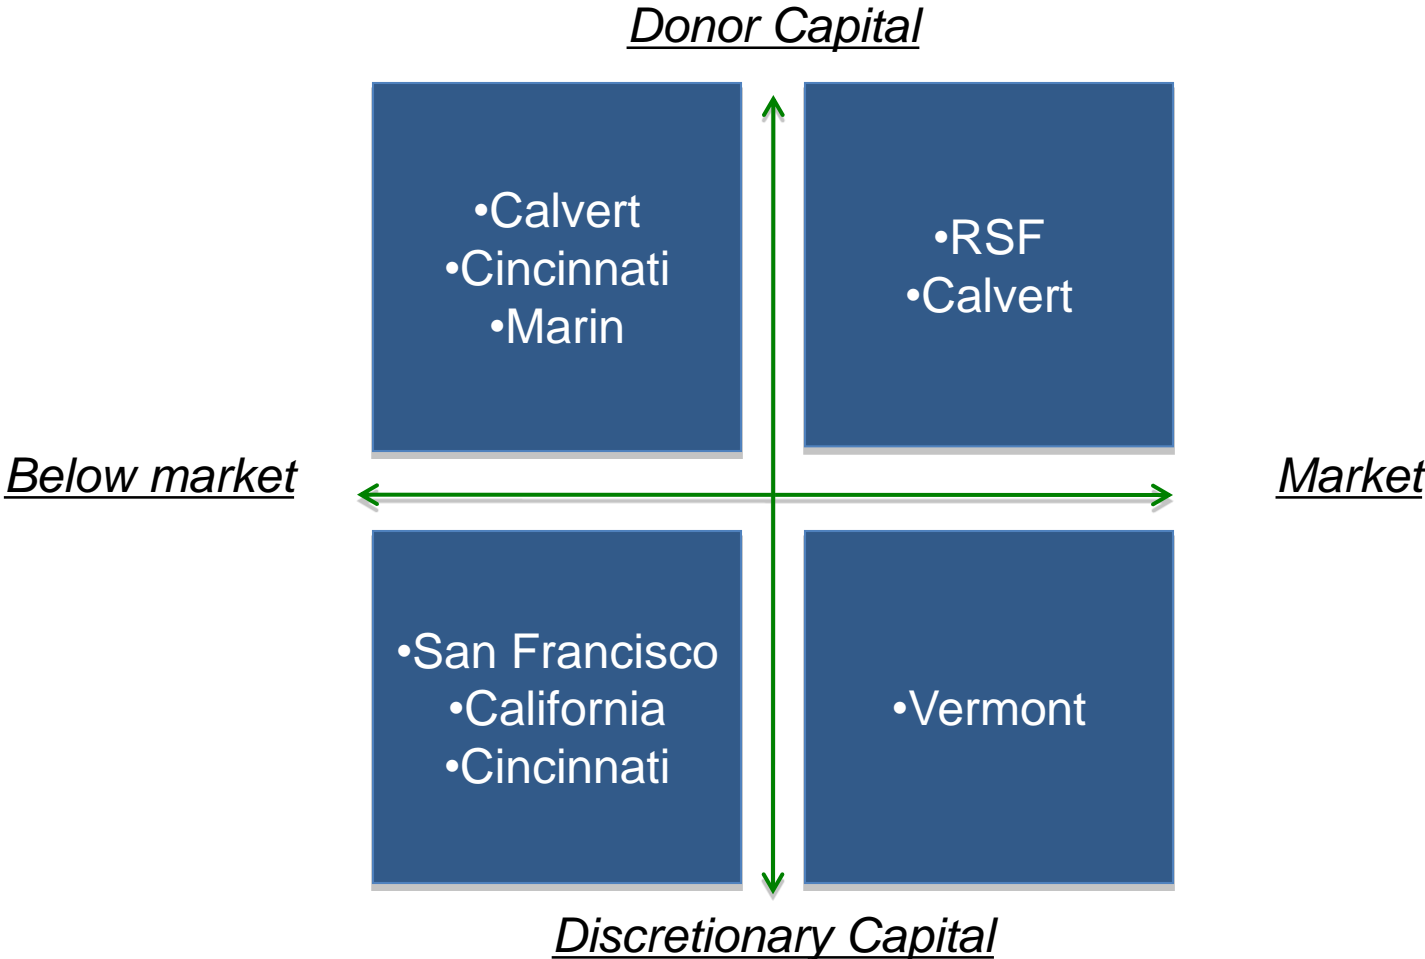 Donor Capital
•Calvert
•Cincinnati
•Marin
•RSF
•Calvert
Below market
Market
•San Francisco
•California
•Cincinnati
•Vermont
Discretionary Capital